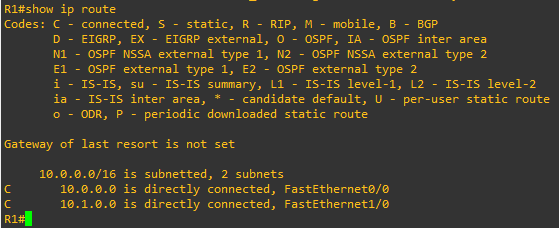 R1#show ip route
Codes: C - connected, S - static, R - RIP, M - mobile, B - BGP
       D - EIGRP, EX - EIGRP external, O - OSPF, IA - OSPF inter area
       N1 - OSPF NSSA external type 1, N2 - OSPF NSSA external type 2
       E1 - OSPF external type 1, E2 - OSPF external type 2
       i - IS-IS, su - IS-IS summary, L1 - IS-IS level-1, L2 - IS-IS level-2
       ia - IS-IS inter area, * - candidate default, U - per-user static route
       o - ODR, P - periodic downloaded static route
Gateway of last resort is not set
     10.0.0.0/16 is subnetted, 2 subnets
C       10.0.0.0 is directly connected, FastEthernet0/0
C       10.1.0.0 is directly connected, FastEthernet1/0
R1#